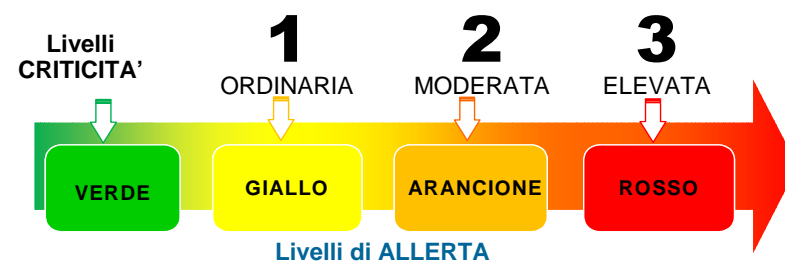 Livelli
CRITICITA’
1
ORDINARIA
2
MODERATA
3
ELEVATA
VERDE
GIALLO
ARANCIONE
ROSSO
Livelli di ALLERTA